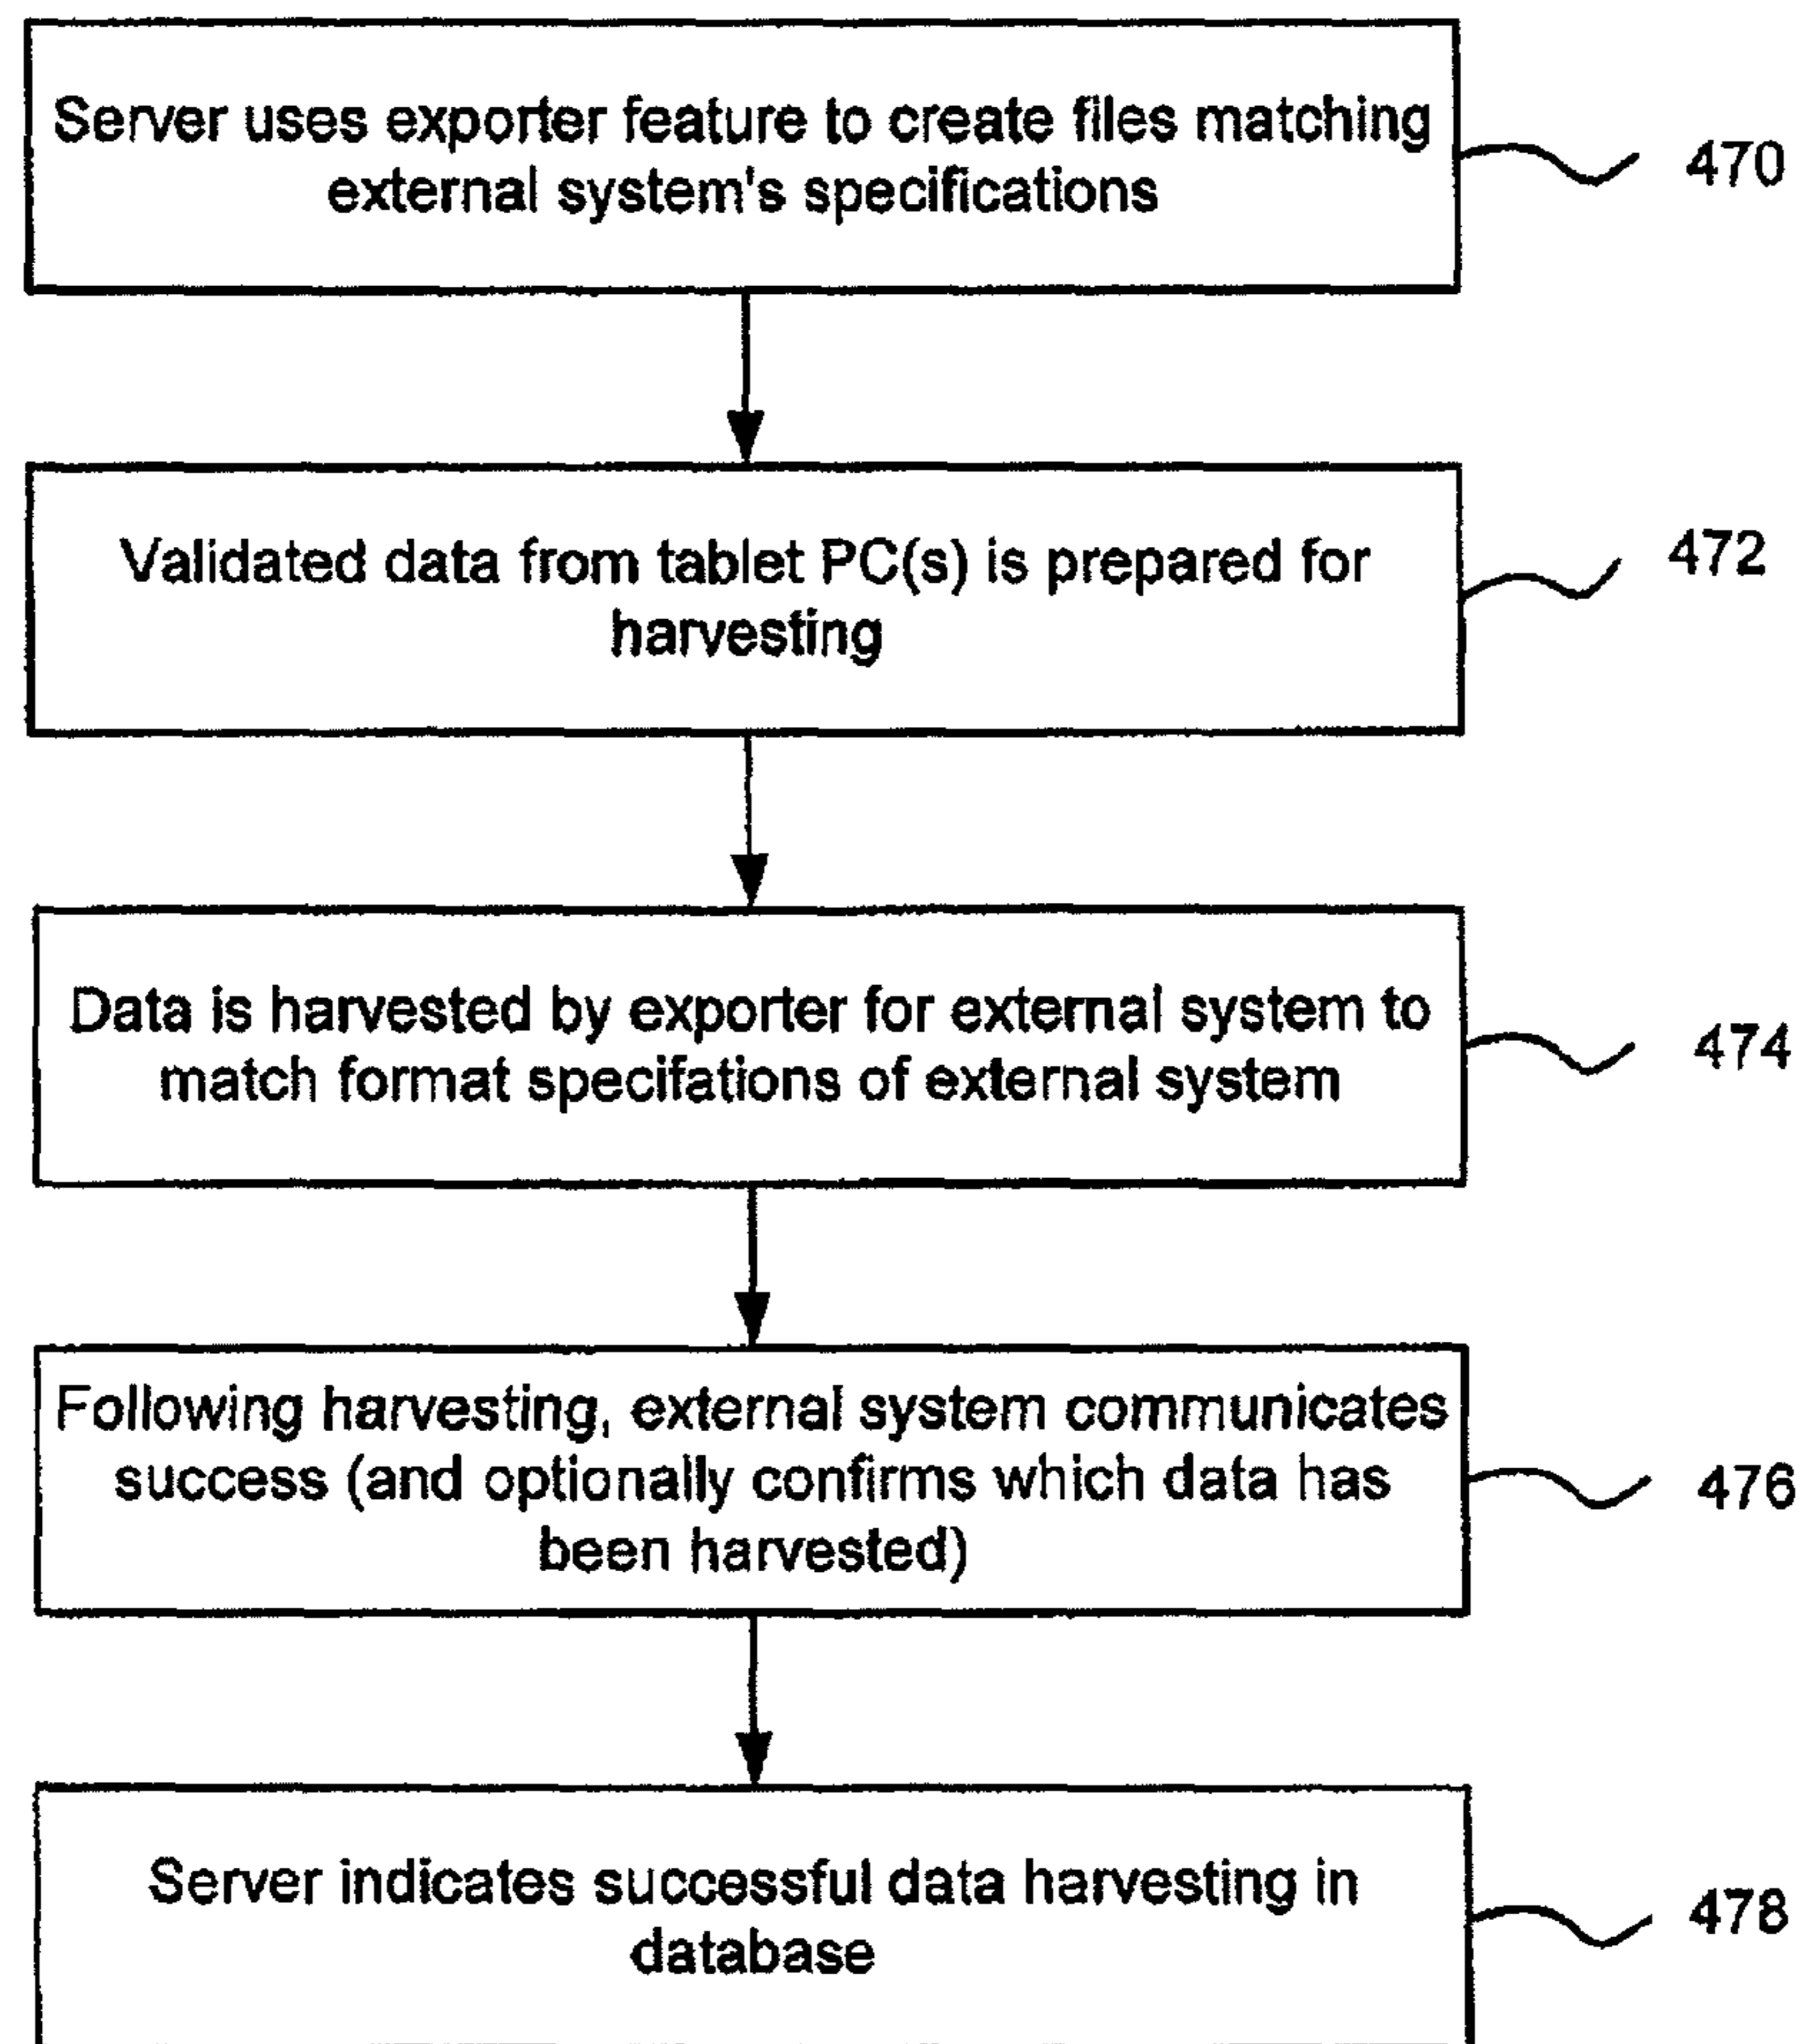 Server uses exporter feature to create files matching
external system's specifications
470
Validated data from tablet PC(s) is prepared for
harvesting
472
Data is harvested by exporter for external system to
match format specifations of external system
474
Following harvesting, external system communicates
success (and optionally confirms which data has
been harvested)
476
Server indicates successful data harvesting in
database
478